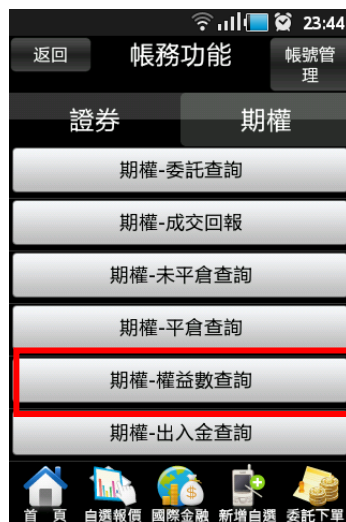 23:44
返回
帳務功能
帳號管
理
證券
期權
期權-委託查詢
期權-成交回報
期權-未平倉查詢
期權-平倉查詢
期權-權益數查詢
期權-出入金查詢
首 頁
自選報價
國際金融
新增自選
委託下單